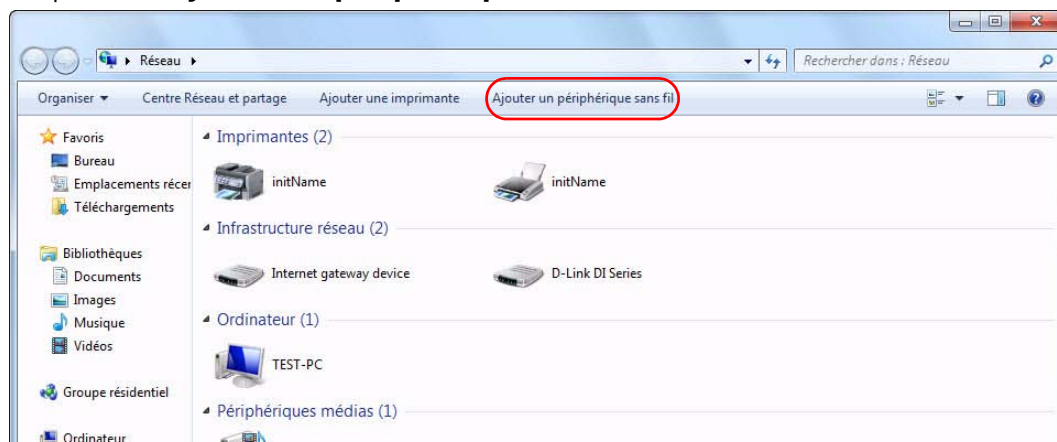 Réseau
Rechercher dans : Réseau
Organiser Centre Réseau et partage Ajouter une imprimante Ajouter un périphérique sans fil
Favoris
Bureau
Emplacements récer
Téléchargements
Bibliothèques
Documents
Images
Musique
Vidéos
Groupe résidentiel
Ordinateur
Imprimantes (2)
initName initName
Infrastructure réseau (2)
Internet gateway device D-Link DI Series
Ordinateur (1)
TEST-PC
Périphériques médias (1)